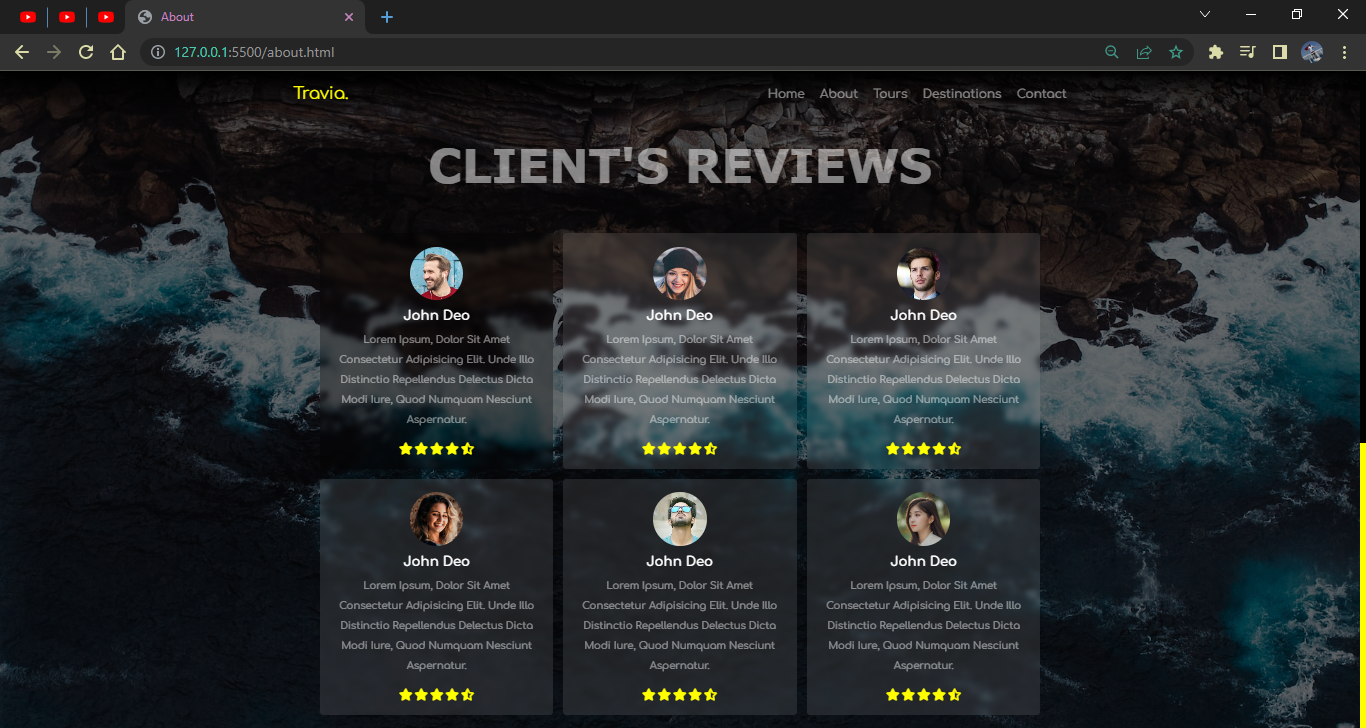 About
127.0.0.1:5500/about.html
Travia.
Home About Tours Destinations Contact
CLIENT'S REVIEWS
John Deo
Lorem Ipsum, Dolor Sit Amet
Consectetur Adipisicing Elit. Unde Illo
Distinctio Repellendus Delectus Dicta
Modi Iure, Quod Numquam Nesciunt
Aspernatur.
John Deo
Lorem Ipsum, Dolor Sit Amet
Consectetur Adipisicing Elit. Unde Illo
Distinctio Repellendus Delectus Dicta
Modi Iure, Quod Numquam Nesciunt
Aspernatur.
John Deo
Lorem Ipsum, Dolor Sit Amet
Consectetur Adipisicing Elit. Unde Illo
Distinctio Repellendus Delectus Dicta
Modi Iure, Quod Numquam Nesciunt
Aspernatur.
John Deo
Lorem Ipsum, Dolor Sit Amet
Consectetur Adipisicing Elit. Unde Illo
Distinctio Repellendus Delectus Dicta
Modi Iure, Quod Numquam Nesciunt
Aspernatur.
John Deo
Lorem Ipsum, Dolor Sit Amet
Consectetur Adipisicing Elit. Unde Illo
Distinctio Repellendus Delectus Dicta
Modi Iure, Quod Numquam Nesciunt
Aspernatur.
John Deo
Lorem Ipsum, Dolor Sit Amet
Consectetur Adipisicing Elit. Unde Illo
Distinctio Repellendus Delectus Dicta
Modi Iure, Quod Numquam Nesciunt
Aspernatur.